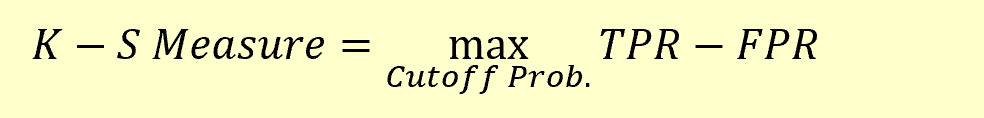 K − S Measure = max TPR − FPR
Cutoff Prob.